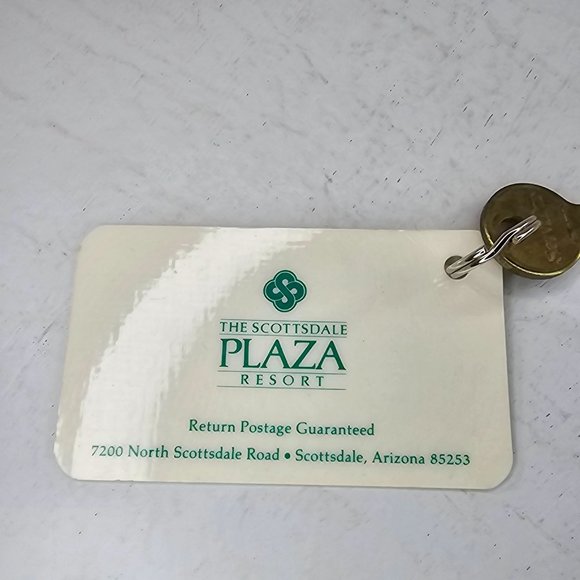 THE SCOTTSDALE
PLAZA
RESORT
Return Postage Guaranteed
7200 North Scottsdale Road • Scottsdale, Arizona 85253